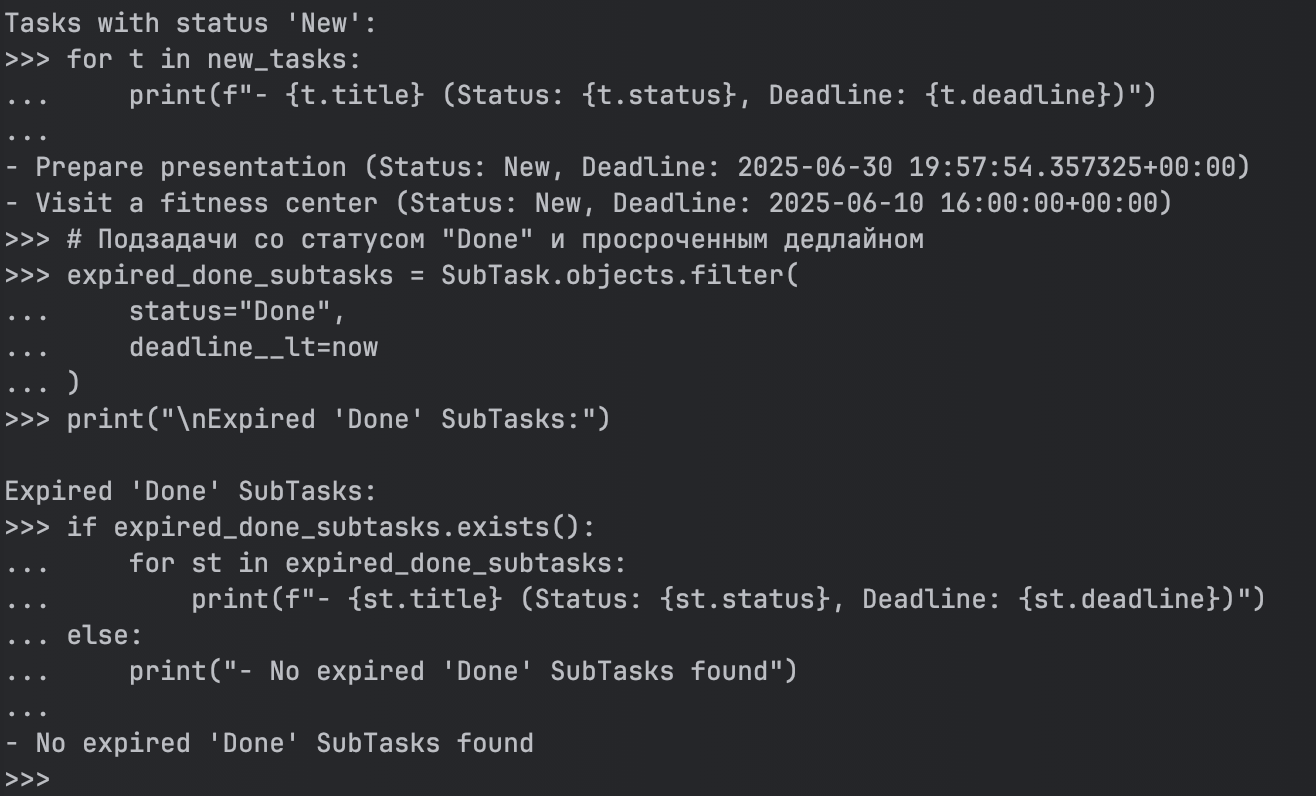 Tasks with status 'New':
>>> for t in new_tasks:
...     print(f"- {t.title} (Status: {t.status}, Deadline: {t.deadline})")
...
- Prepare presentation (Status: New, Deadline: 2025-06-30 19:57:54.357325+00:00)
- Visit a fitness center (Status: New, Deadline: 2025-06-10 16:00:00+00:00)
>>> # Подзадачи со статусом "Done" и просроченным дедлайном
>>> expired_done_subtasks = SubTask.objects.filter(
...     status="Done",
...     deadline__lt=now
... )
>>> print("\nExpired 'Done' SubTasks:")

Expired 'Done' SubTasks:
>>> if expired_done_subtasks.exists():
...     for st in expired_done_subtasks:
...         print(f"- {st.title} (Status: {st.status}, Deadline: {st.deadline})")
... else:
...     print("- No expired 'Done' SubTasks found")
...
- No expired 'Done' SubTasks found
>>>